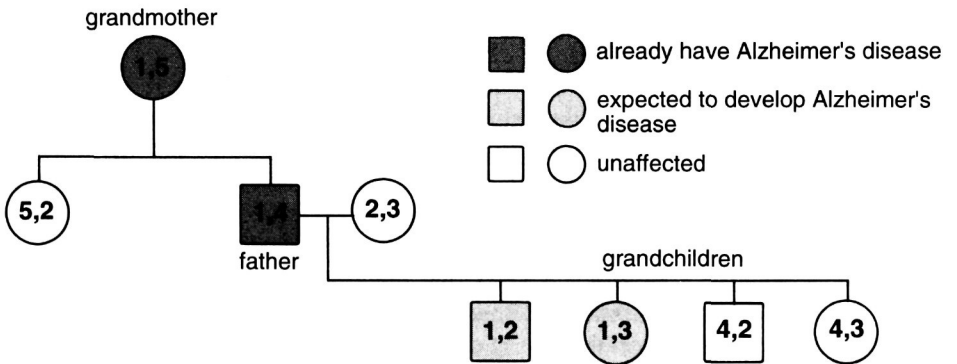 grandmother
1,5
already have Alzheimer's disease
expected to develop Alzheimer's
disease
unaffected
5,2
1,4
2,3
father
grandchildren
1,2
1,3
4,2
4,3